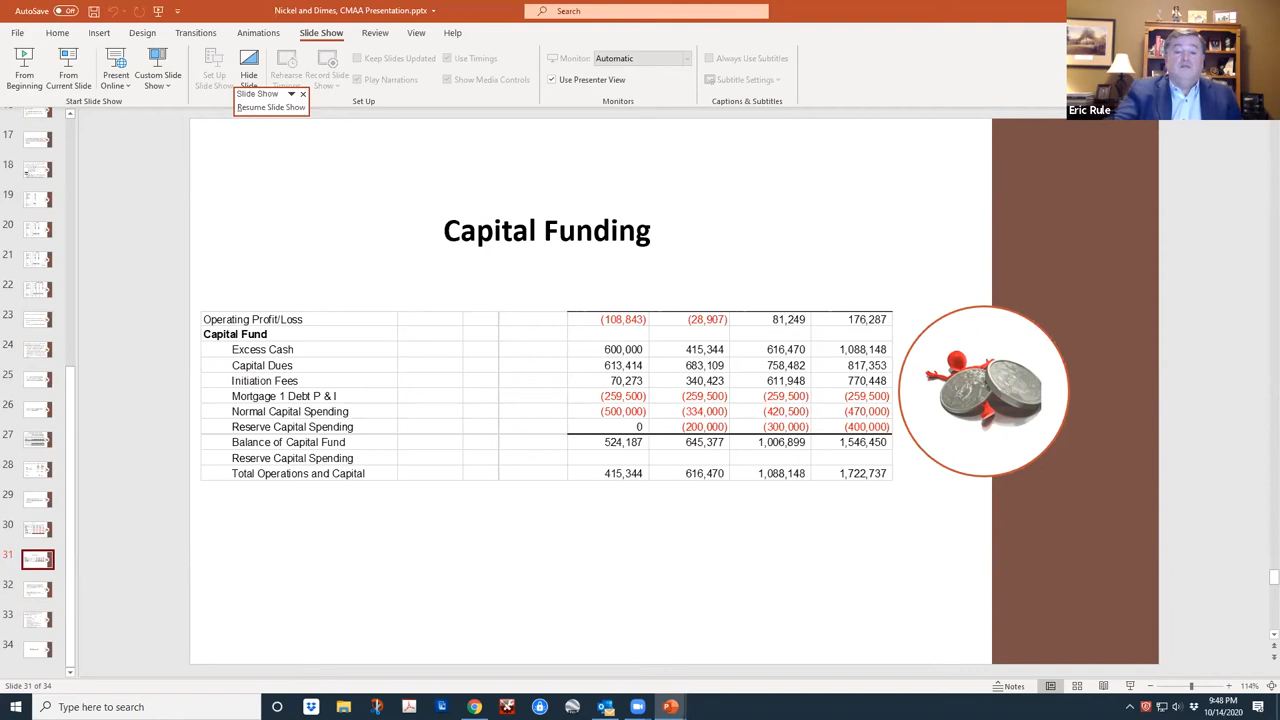 AutoSave Off
Nickel and Dimes, CMAA Presentation.pptx
Search
File Home Insert Design Transitions Animations Slide Show Review View Help
From Beginning
From Current Slide
Present Online
Custom Slide Show
Set Up Slide Show
Hide Slide
Rehearse Timings
Record Slide Show
Keep Slides Updated
Play Narrations
Use Timings
Show Media Controls
Monitor: Automatic
Use Presenter View
Always Use Subtitles
Subtitle Settings
Start Slide Show
Set Up
Monitors
Captions & Subtitles
Slide Show
Resume Slide Show
Eric Rule
17
18
19
20
21
22
23
24
25
27
28
29
30
31
32
33
34
Capital Funding
Operating Profit/Loss (108,843) (28,907) 81,249 176,287
Capital Fund
Excess Cash 600,000 415,344 616,470 1,088,148
Capital Dues 613,414 683,109 758,482 817,353
Initiation Fees 70,273 340,423 611,948 770,448
Mortgage 1 Debt P & I (259,500) (259,500) (259,500) (259,500)
Normal Capital Spending (500,000) (334,000) (420,500) (470,000)
Reserve Capital Spending 0 (200,000) (300,000) (400,000)
Balance of Capital Fund 524,187 645,377 1,006,899 1,546,450
Reserve Capital Spending
Total Operations and Capital 415,344 616,470 1,088,148 1,722,737
Slide 31 of 34
Notes
114%
Type here to search
9:48 PM
10/14/2020